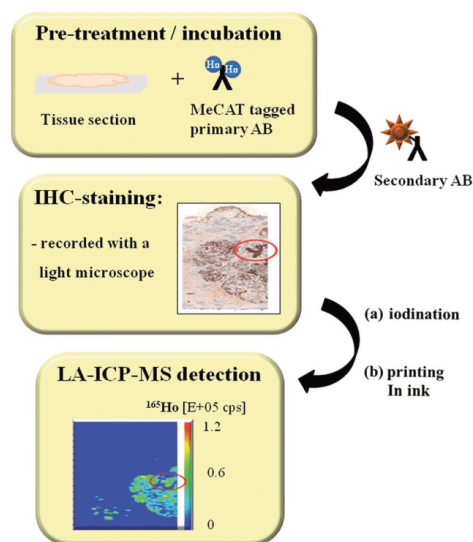 Pre-treatment / incubation
Ho
Ho
+
Tissue section
MeCAT tagged
primary AB
Secondary AB
IHC-staining:
- recorded with a
light microscope
(a) iodination
(b) printing
In ink
LA-ICP-MS detection
¹⁶⁵Ho [E+05 cps]
1.2
0.6
0